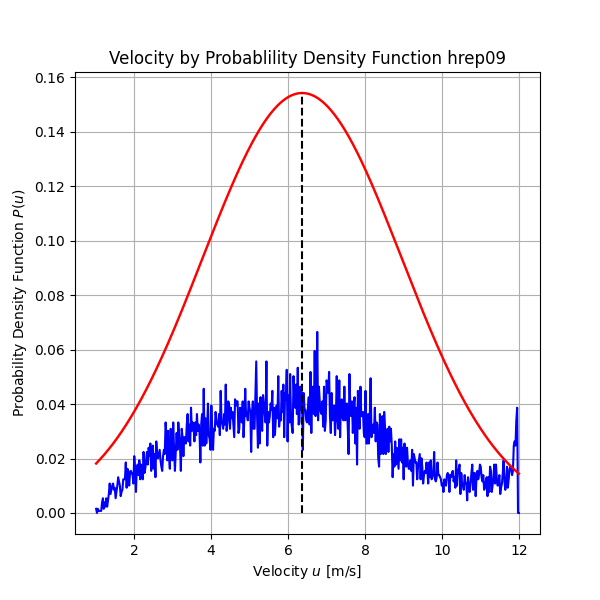 Velocity by Probablility Density Function hrep09
0.16
0.14
0.12
0.10
0.08
0.06
0.04
0.02
0.00
Probability Density Function P(u)
2 4 6 8 10 12
Velocity u [m/s]